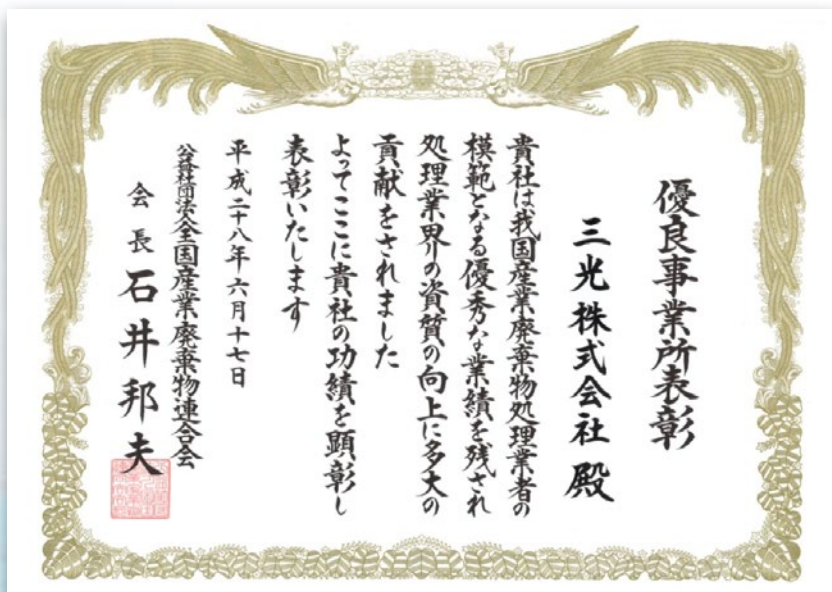 優良事業所表彰
三光株式会社 殿
貴社は我国産業廃棄物処理業者の
模範となる優秀な業績を残され
処理業界の資質の向上に多大の
貢献をされました
よってここに貴社の功績を顕彰し
表彰いたします
平成二十八年六月十七日
公益社団法人全国産業廃棄物連合会
会長 石井邦夫